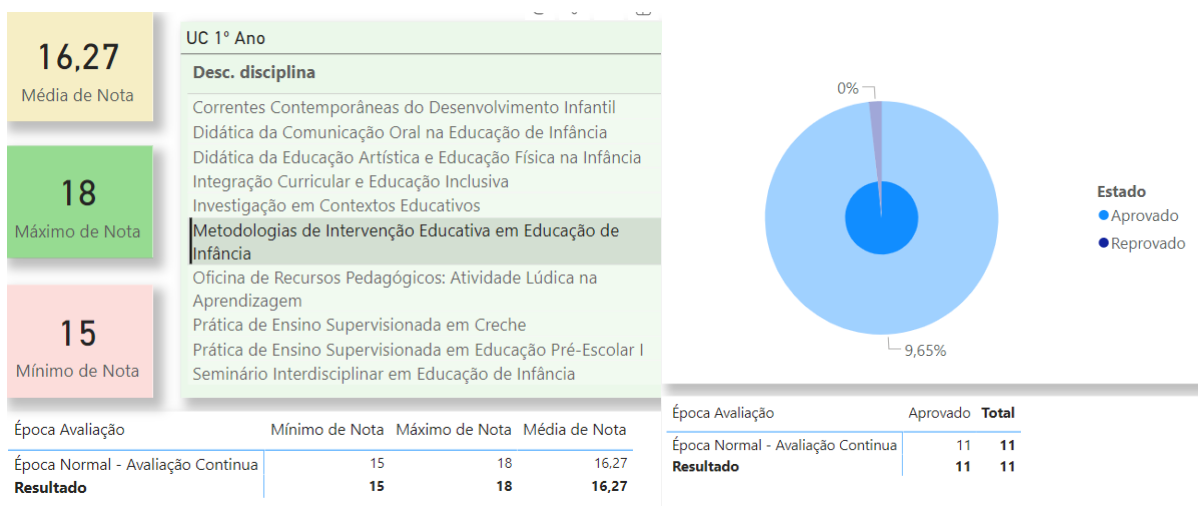 16,27
Média de Nota
18
Máximo de Nota
15
Mínimo de Nota
UC 1º Ano
Desc. disciplina
Correntes Contemporâneas do Desenvolvimento Infantil
Didática da Comunicação Oral na Educação de Infância
Didática da Educação Artística e Educação Física na Infância
Integração Curricular e Educação Inclusiva
Investigação em Contextos Educativos
Metodologias de Intervenção Educativa em Educação de
Infância
Oficina de Recursos Pedagógicos: Atividade Lúdica na
Aprendizagem
Prática de Ensino Supervisionada em Creche
Prática de Ensino Supervisionada em Educação Pré-Escolar I
Seminário Interdisciplinar em Educação de Infância
0%
9,65%
Estado
Aprovado
Reprovado
Época Avaliação Mínimo de Nota Máximo de Nota Média de Nota
Época Normal - Avaliação Continua 15 18 16,27
Resultado 15 18 16,27
Época Avaliação Aprovado Total
Época Normal - Avaliação Continua 11 11
Resultado 11 11